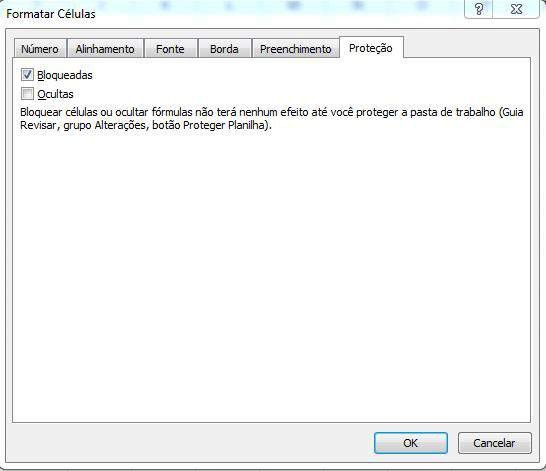 Formatar Células
?
Número Alinhamento Fonte Borda Preenchimento Proteção
Bloqueadas
Ocultas
Bloquear células ou ocultar fórmulas não terá nenhum efeito até você proteger a pasta de trabalho (Guia
Revisar, grupo Alterações, botão Proteger Planilha).
OK Cancelar